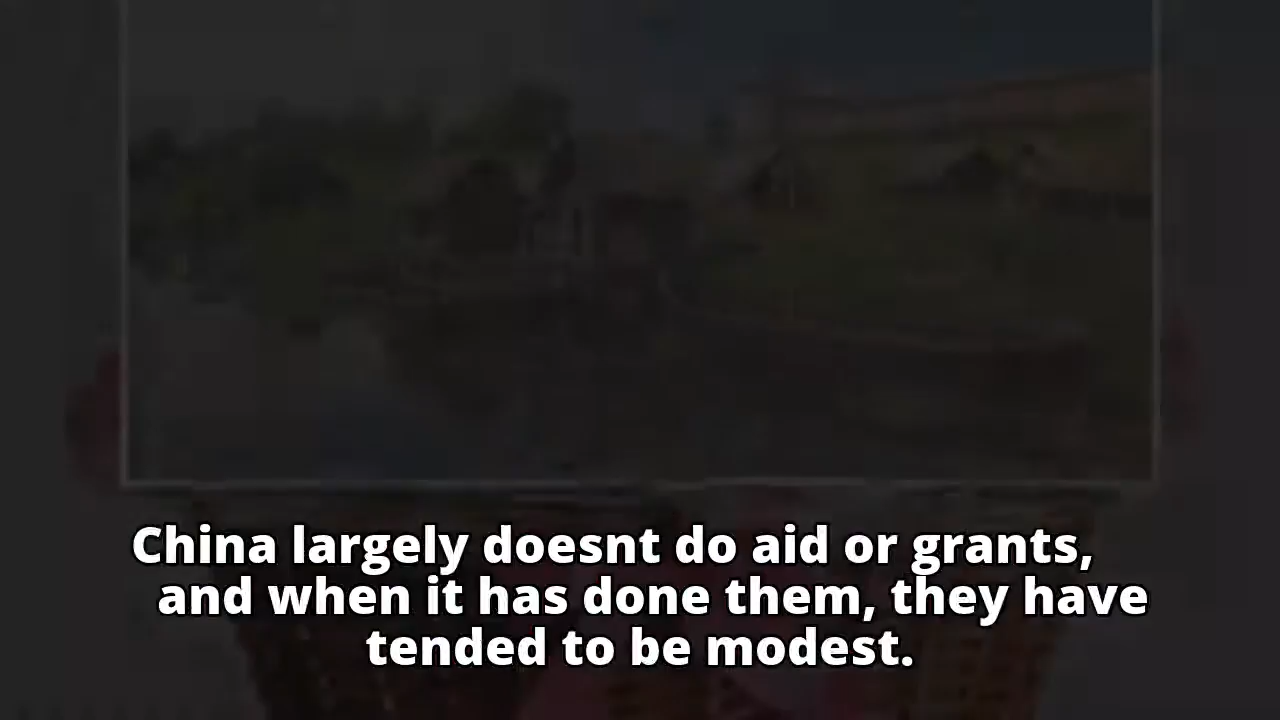 China largely doesnt do aid or grants,
and when it has done them, they have
tended to be modest.